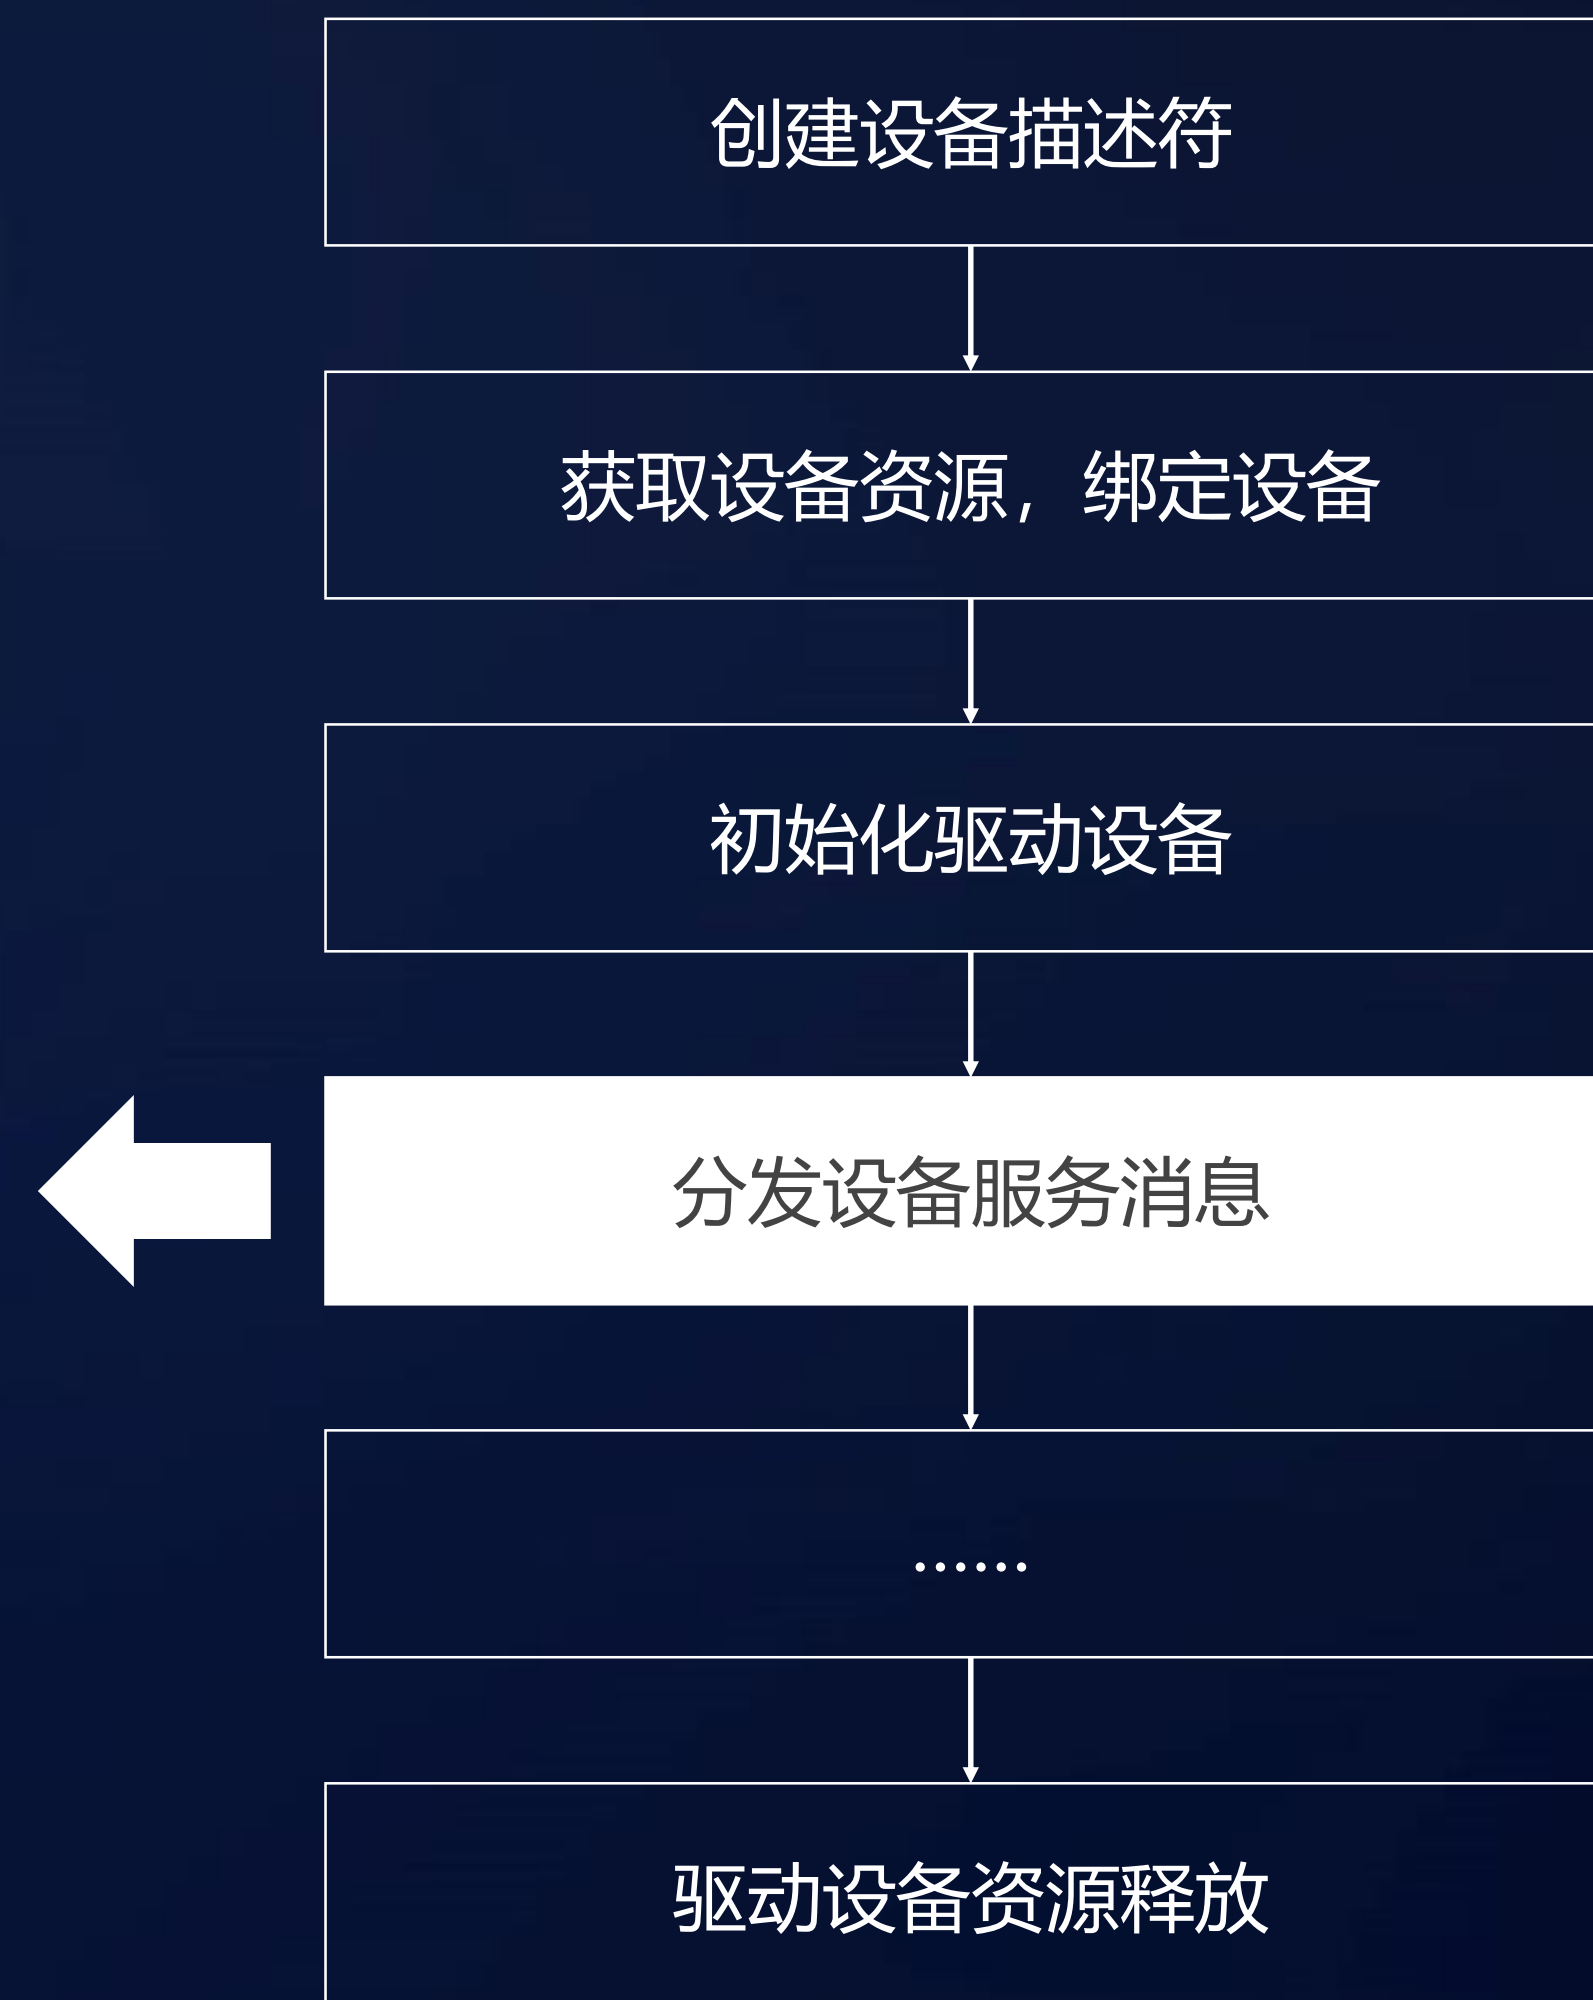 创建设备描述符
获取设备资源，绑定设备
初始化驱动设备
分发设备服务消息
……
驱动设备资源释放